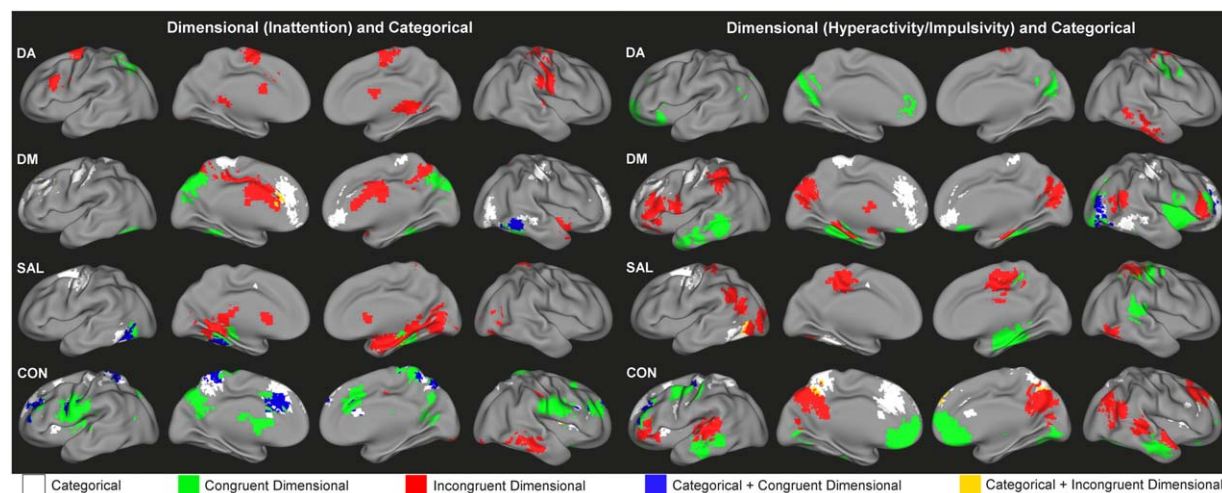 Dimensional (Inattention) and Categorical
Dimensional (Hyperactivity/Impulsivity) and Categorical
DA
DA
DM
DM
SAL
SAL
CON
CON
Categorical
Congruent Dimensional
Incongruent Dimensional
Categorical + Congruent Dimensional
Categorical + Incongruent Dimensional